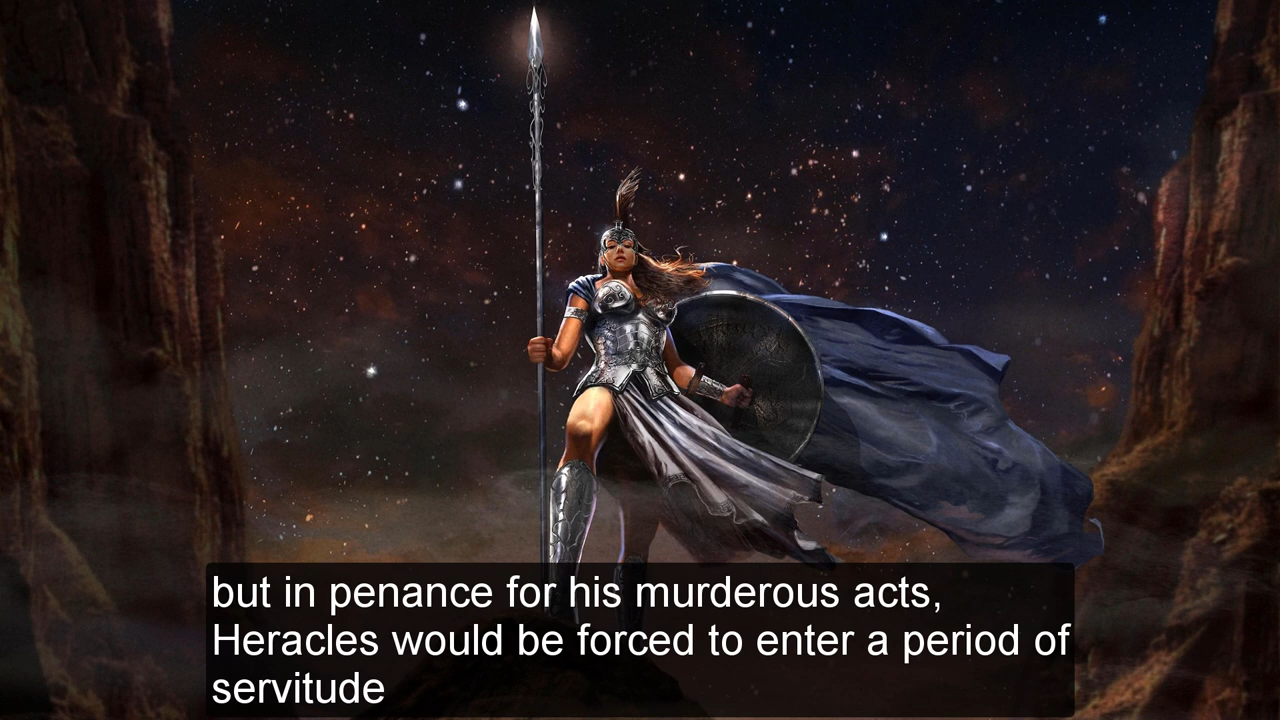 but in penance for his murderous acts,
Heracles would be forced to enter a period of
servitude